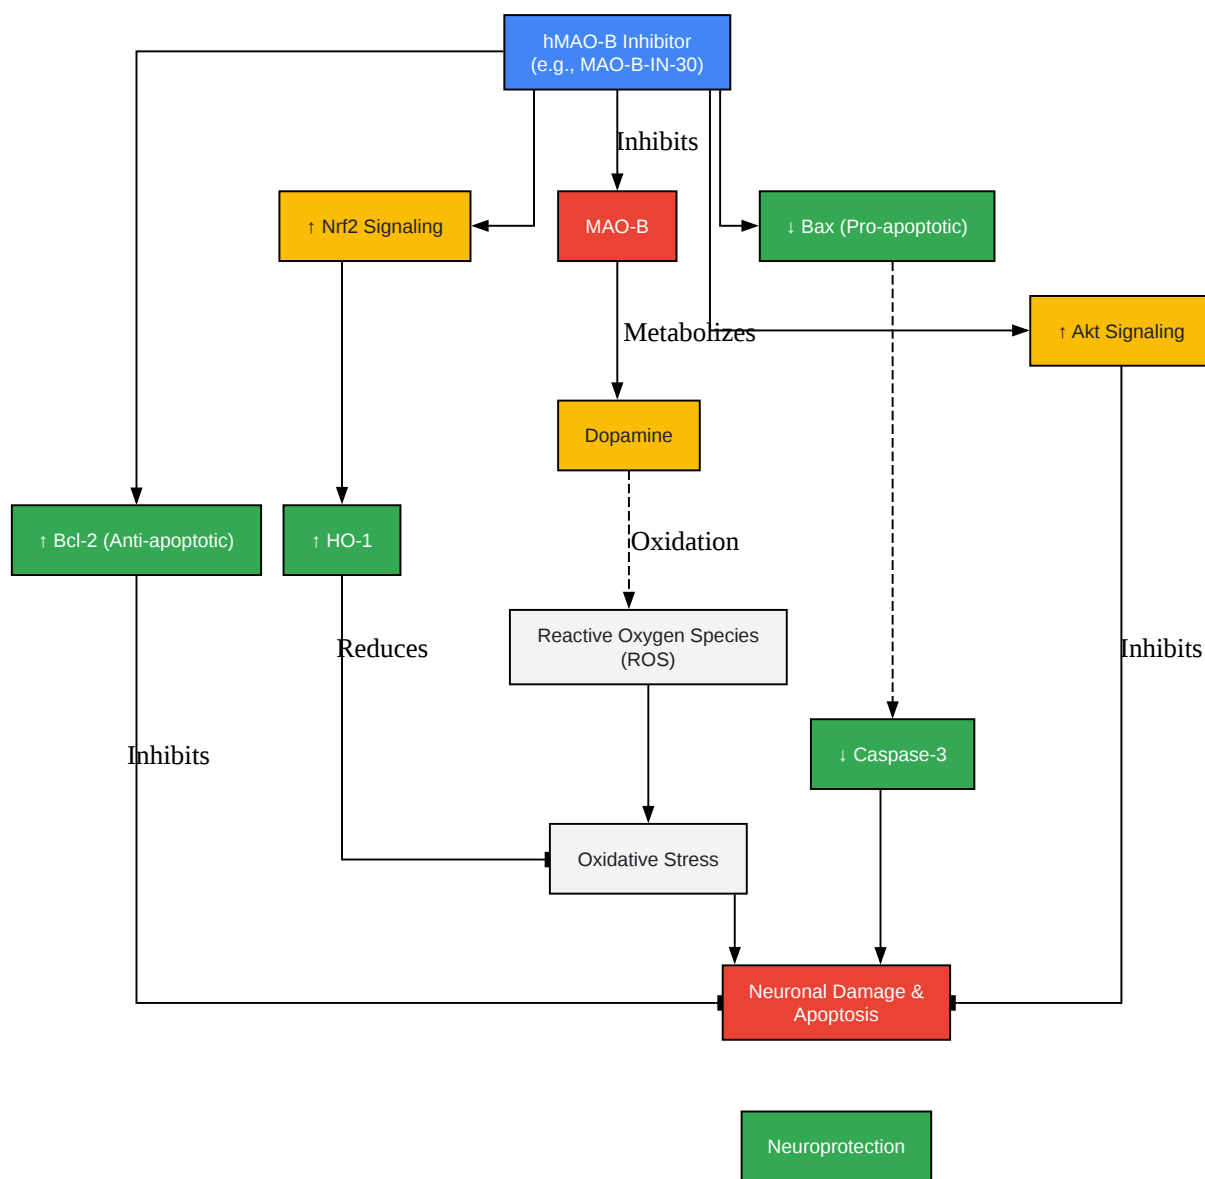 hMAO-B Inhibitor
(e.g., MAO-B-IN-30)
Inhibits
↑ Nrf2 Signaling
MAO-B
↓ Bax (Pro-apoptotic)
Metabolizes
↑ Akt Signaling
Dopamine
↑ Bcl-2 (Anti-apoptotic)
↑ HO-1
Oxidation
Reactive Oxygen Species
(ROS)
Reduces
Inhibits
Inhibits
↓ Caspase-3
Oxidative Stress
Neuronal Damage &
Apoptosis
Neuroprotection